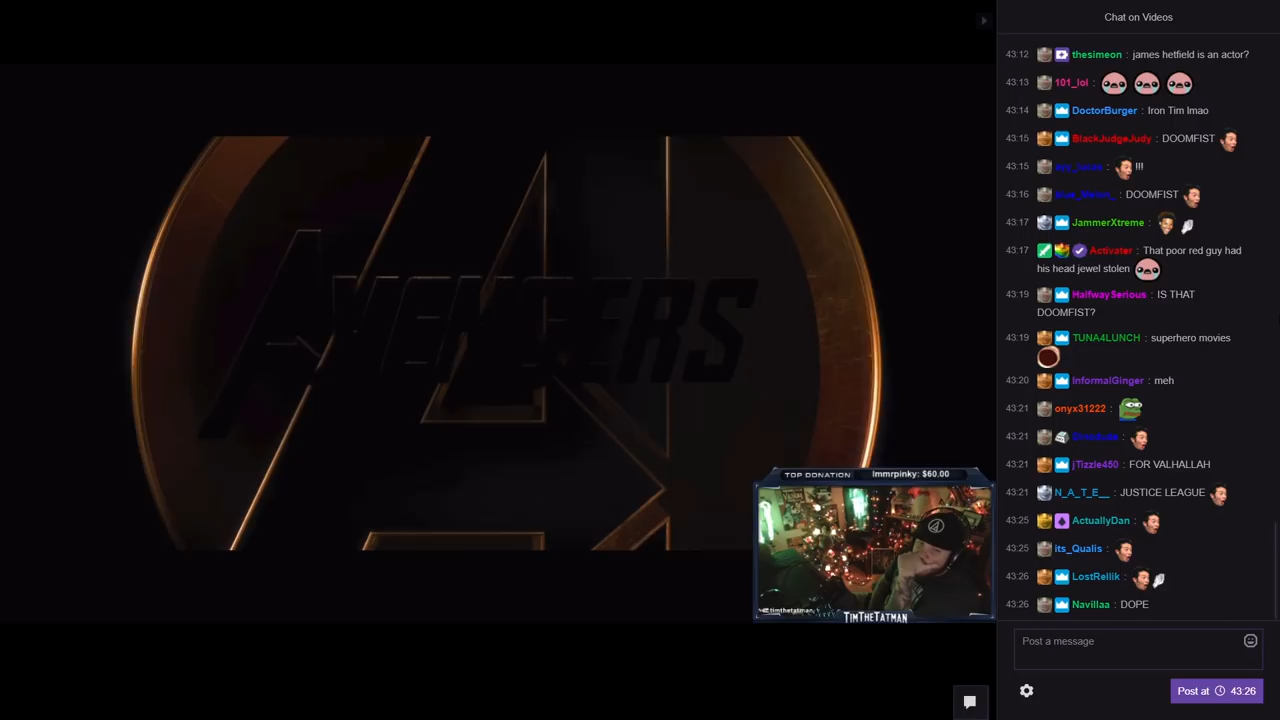 AVENGERS
TOP DONATION
lmmrpinky: $60.00
timthetatman
TIMTHETATMAN
Chat on Videos
43:12 thesimeon : james hetfield is an actor?
43:13 101_lol :
43:14 DoctorBurger : Iron Tim lmao
43:15 BlackJudgeJudy : DOOMFIST
43:15 : !!!
43:16 : DOOMFIST
43:17 JammerXtreme :
43:17 Activater : That poor red guy had
his head jewel stolen
43:19 HalfwaySerious : IS THAT
DOOMFIST?
43:19 TUNA4LUNCH : superhero movies
43:20 InformalGinger : meh
43:21 onyx31222 :
43:21 :
43:21 jTizzle450 : FOR VALHALLAH
43:21 N_A_T_E__ : JUSTICE LEAGUE
43:25 ActuallyDan :
43:25 its_Qualis :
43:26 LostRellik :
43:26 Navillaa : DOPE
Post a message
Post at 43:26